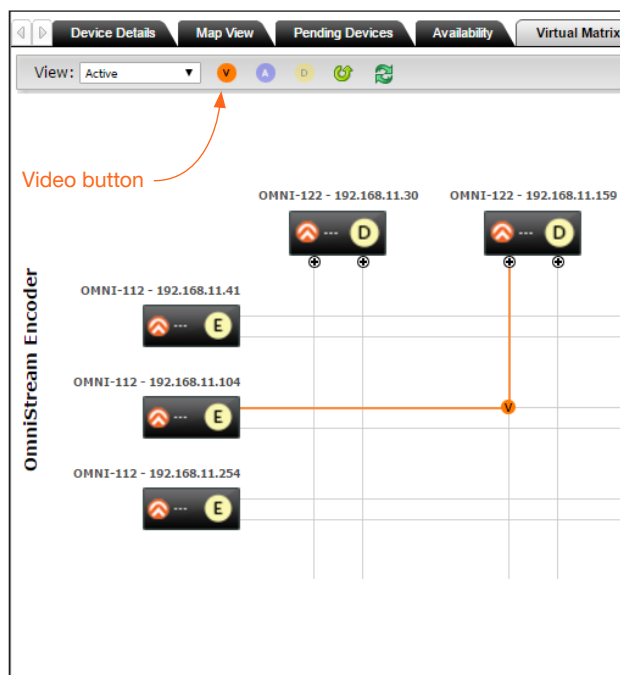 Device Details
Map View
Pending Devices
Availability
Virtual Matrix
View: Active
V
A
D
Video button
OMNI-122 - 192.168.11.30
OMNI-122 - 192.168.11.159
--- D
--- D
OmniStream Encoder
OMNI-112 - 192.168.11.41
--- E
OMNI-112 - 192.168.11.104
--- E
V
OMNI-112 - 192.168.11.254
--- E